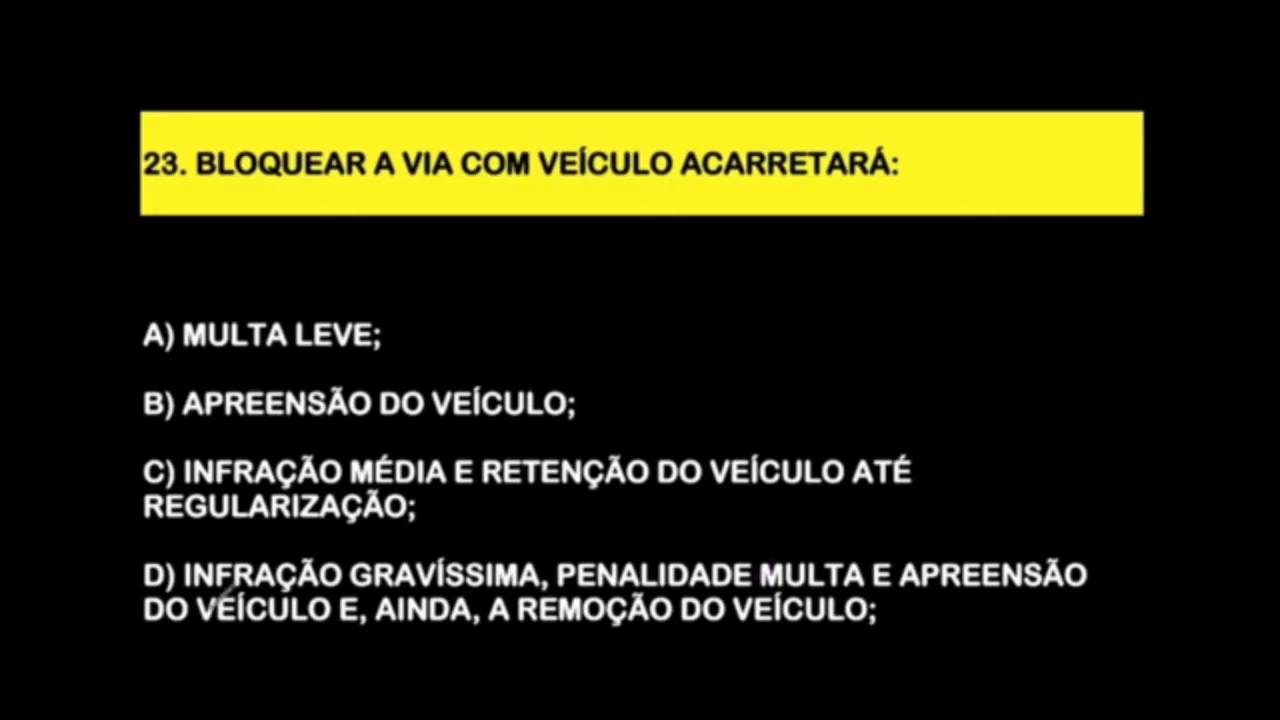 23. BLOQUEAR A VIA COM VEÍCULO ACARRETARÁ:
A) MULTA LEVE;
B) APREENSÃO DO VEÍCULO;
C) INFRAÇÃO MÉDIA E RETENÇÃO DO VEÍCULO ATÉ
REGULARIZAÇÃO;
D) INFRAÇÃO GRAVÍSSIMA, PENALIDADE MULTA E APREENSÃO
DO VEÍCULO E, AINDA, A REMOÇÃO DO VEÍCULO;